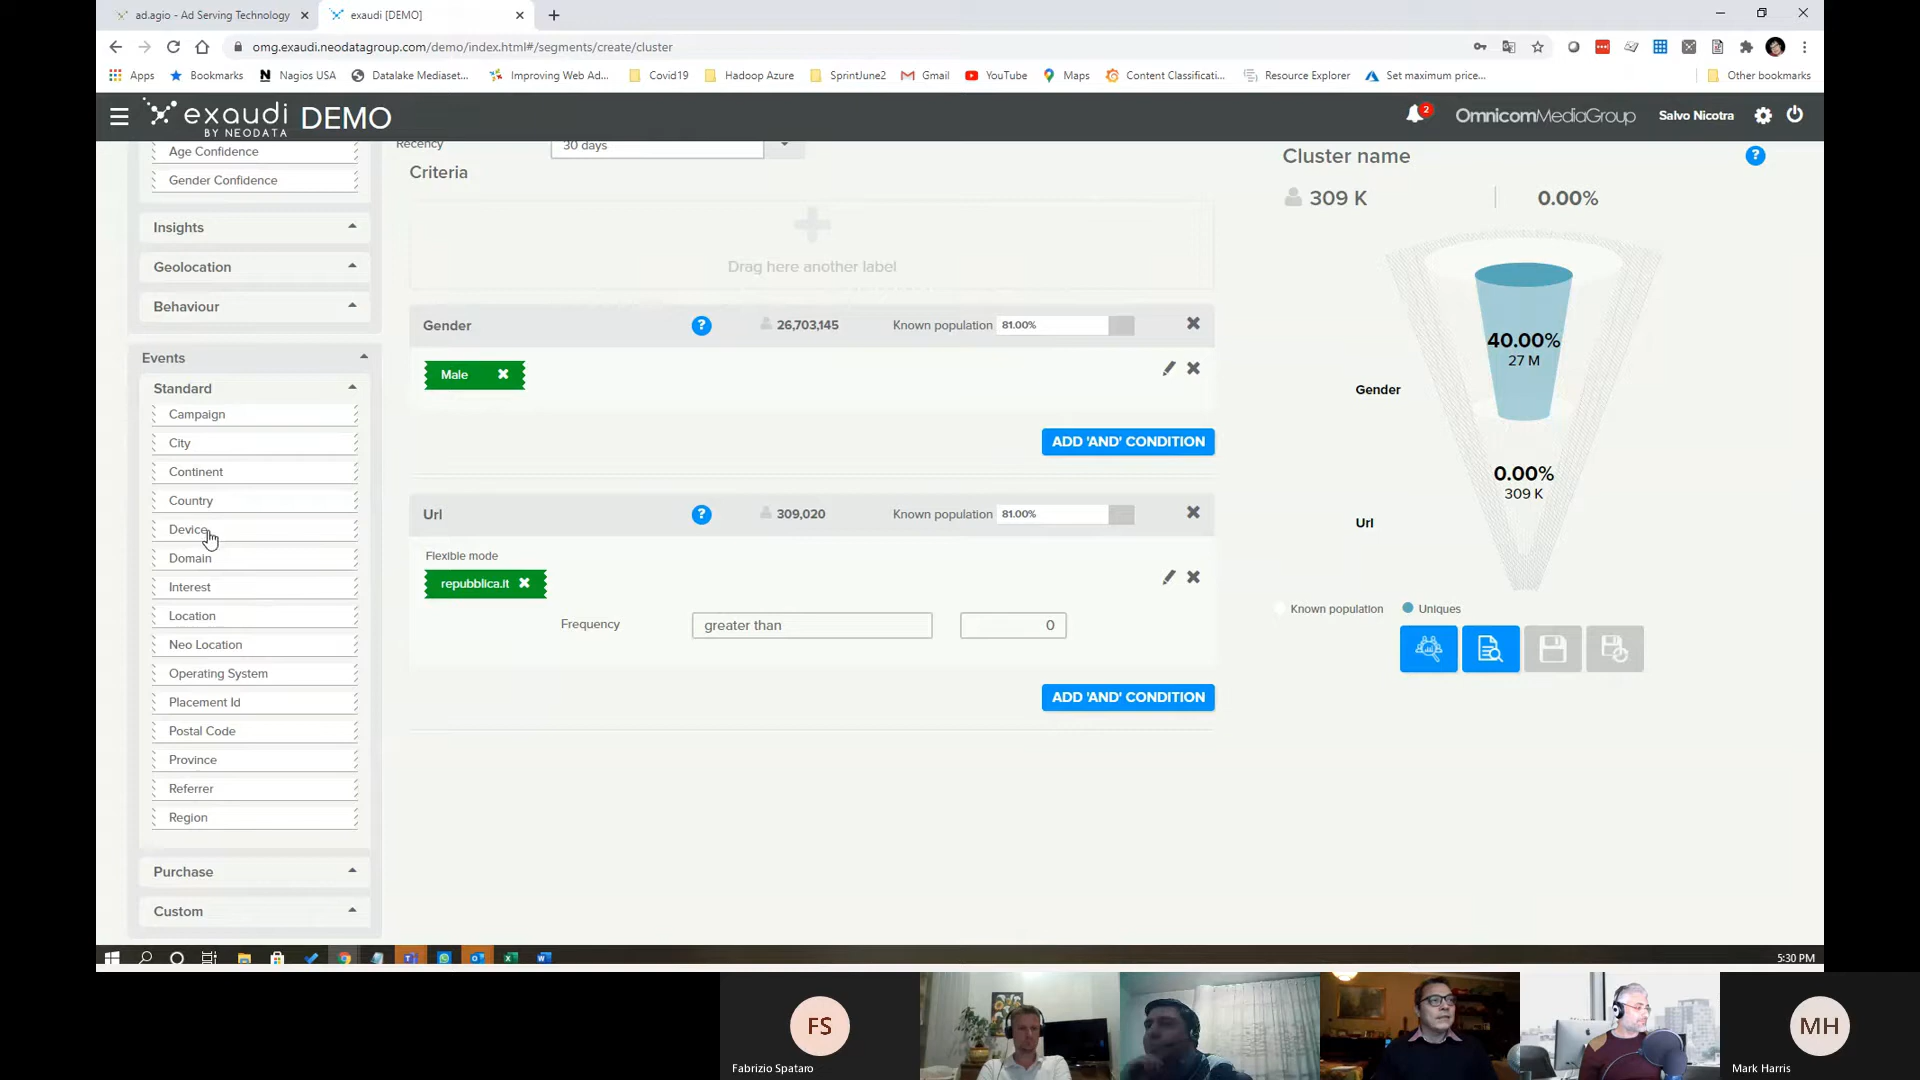 ad.agio - Ad Serving Technology
exaudi [DEMO]
omg.exaudi.neodatagroup.com/demo/index.html#/segments/create/cluster
Apps
Bookmarks
Nagios USA
Datalake Mediaset...
Improving Web Ad...
Covid19
Hadoop Azure
SprintJune2
Gmail
YouTube
Maps
Content Classificati...
Resource Explorer
Set maximum price...
Other bookmarks
exaudi DEMO
BY NEODATA
2
OmnicomMediaGroup
Salvo Nicotra
Age Confidence
Gender Confidence
Insights
Geolocation
Behaviour
Events
Standard
Campaign
City
Continent
Country
Device
Domain
Interest
Location
Neo Location
Operating System
Placement Id
Postal Code
Province
Referrer
Region
Purchase
Custom
Recency
30 days
Criteria
Drag here another label
Gender
?
26,703,145
Known population
81.00%
Male
ADD 'AND' CONDITION
Url
?
309,020
Known population
81.00%
Flexible mode
repubblica.it
Frequency
greater than
0
ADD 'AND' CONDITION
Cluster name
?
309 K
0.00%
40.00%
27 M
Gender
0.00%
309 K
Url
Known population
Uniques
5:30 PM
FS
Fabrizio Spataro
MH
Mark Harris